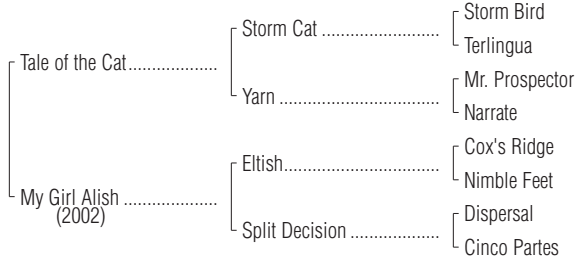 Storm Bird
Storm Cat ........................
Terlingua
Tale of the Cat..................
Mr. Prospector
Yarn ................................
Narrate
Cox's Ridge
Eltish................................
Nimble Feet
My Girl Alish ..................
(2002)
Dispersal
Split Decision ..................
Cinco Partes